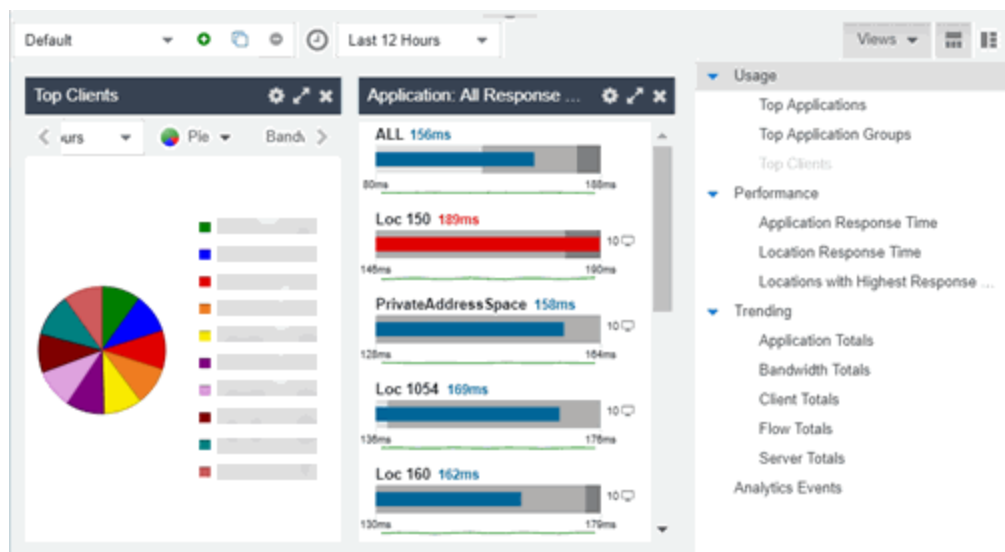 Default
Last 12 Hours
Views
Top Clients
ours
Pie
Bandv
Application: All Response ...
ALL 156ms
80ms 188ms
Loc 150 189ms
10
146ms 190ms
PrivateAddressSpace 158ms
10
128ms 164ms
Loc 1054 169ms
10
136ms 176ms
Loc 160 162ms
10
130ms 179ms
Usage
Top Applications
Top Application Groups
Top Clients
Performance
Application Response Time
Location Response Time
Locations with Highest Response ...
Trending
Application Totals
Bandwidth Totals
Client Totals
Flow Totals
Server Totals
Analytics Events